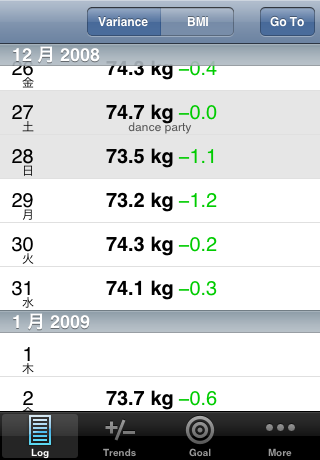 Variance BMI Go To
12 月 2008
26 74.3 kg −0.4
金
27 74.7 kg −0.0
土 dance party
28 73.5 kg −1.1
日
29 73.2 kg −1.2
月
30 74.3 kg −0.2
火
31 74.1 kg −0.3
水
1 月 2009
1
木
2 73.7 kg −0.6
金
Log Trends Goal More